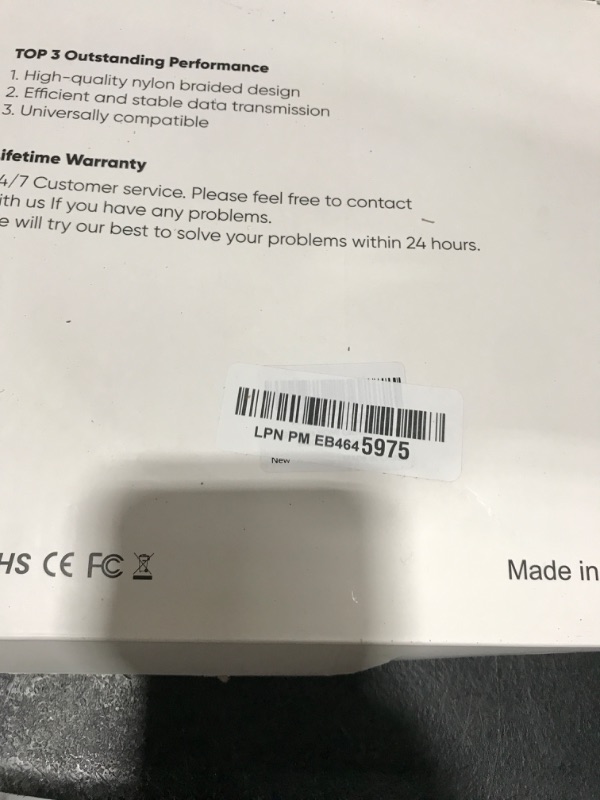 TOP 3 Outstanding Performance
1. High-quality nylon braided design
2. Efficient and stable data transmission
3. Universally compatible
ifetime Warranty
4/7 Customer service. Please feel free to contact
ith us If you have any problems.
e will try our best to solve your problems within 24 hours.
LPN PM EB4645975
New
HS CE FC
Made in